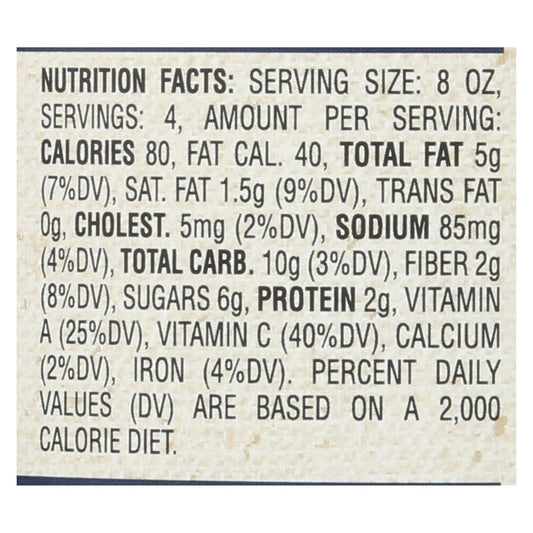 NUTRITION FACTS: SERVING SIZE: 8 OZ,
SERVINGS: 4, AMOUNT PER SERVING:
CALORIES 80, FAT CAL. 40, TOTAL FAT 5g
(7%DV), SAT. FAT 1.5g (9%DV), TRANS FAT
0g, CHOLEST. 5mg (2%DV), SODIUM 85mg
(4%DV), TOTAL CARB. 10g (3%DV), FIBER 2g
(8%DV), SUGARS 6g, PROTEIN 2g, VITAMIN
A (25%DV), VITAMIN C (40%DV), CALCIUM
(2%DV), IRON (4%DV). PERCENT DAILY
VALUES (DV) ARE BASED ON A 2,000
CALORIE DIET.